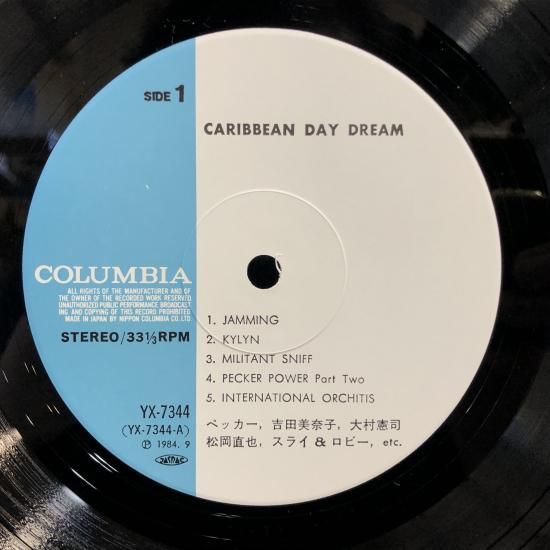 SIDE 1
CARIBBEAN DAY DREAM
COLUMBIA
ALL RIGHTS OF THE MANUFACTURER AND OF
THE OWNER OF THE RECORDED WORK RESERVED
UNAUTHORIZED PUBLIC PERFORMANCE BROADCAST
ING AND COPYING OF THIS RECORD PROHIBITED
MADE IN JAPAN BY NIPPON COLUMBIA CO. LTD.
STEREO/33⅓RPM
1. JAMMING
2. KYLYN
3. MILITANT SNIFF
4. PECKER POWER Part Two
5. INTERNATIONAL ORCHITIS
YX-7344
(YX-7344-A)
Ⓟ 1984. 9
JASRAC
ペッカー, 吉田美奈子, 大村憲司
松岡直也, スライ & ロビー, etc.